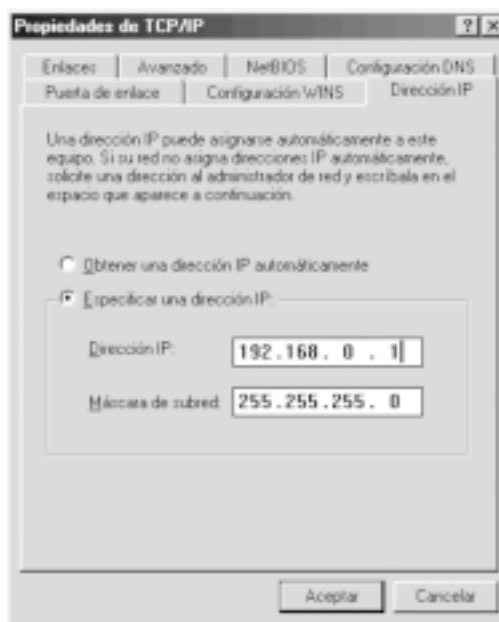 Propiedades de TCP/IP
Enlaces Avanzado NetBIOS Configuración DNS
Puerta de enlace Configuración WINS Dirección IP
Una dirección IP puede asignarse automáticamente a este
equipo. Si su red no asigna direcciones IP automáticamente,
solicite una dirección al administrador de red y escríbala en el
espacio que aparece a continuación.
Obtener una dirección IP automáticamente
Especificar una dirección IP:
Dirección IP: 192.168. 0 . 1
Máscara de subred: 255.255.255. 0
Aceptar Cancelar